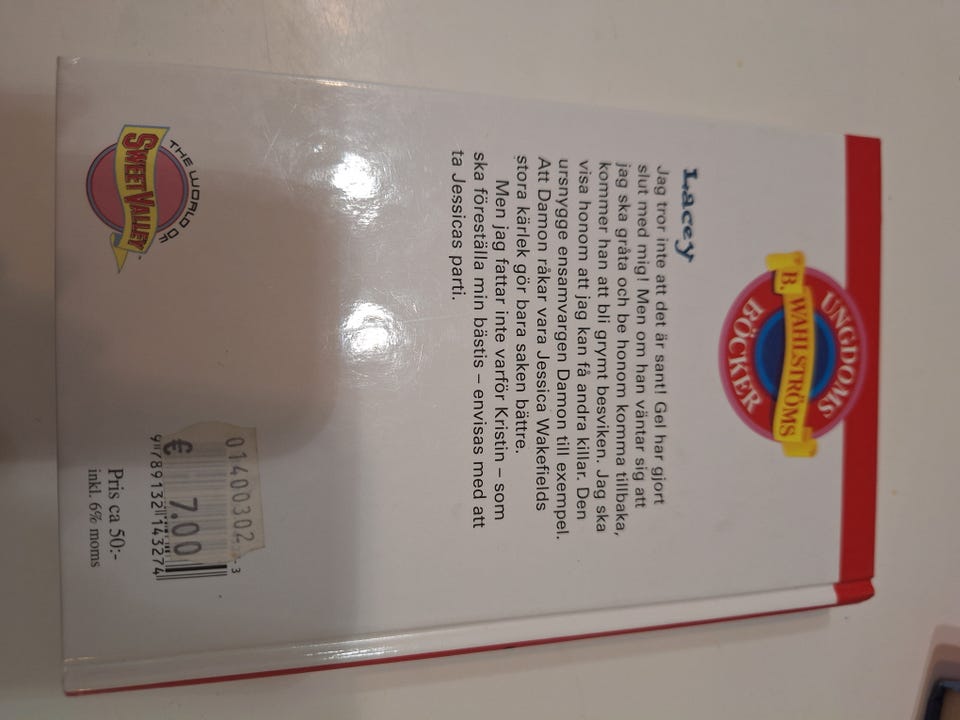 UNGDOMS
B. WAHLSTRÖMS
BÖCKER
Lacey
Jag tror inte att det är sant! Gel har gjort
slut med mig! Men om han väntar sig att
jag ska gråta och be honom komma tillbaka,
kommer han att bli grymt besviken. Jag ska
visa honom att jag kan få andra killar. Den
ursnygge ensamvargen Damon till exempel.
Att Damon råkar vara Jessica Wakefields
stora kärlek gör bara saken bättre.
Men jag fattar inte varför Kristin – som
ska föreställa min bästis – envisas med att
ta Jessicas parti.
THE WORLD OF
SWEET VALLEY™
01400302
-3
€ 7.00
9 789132 143274
Pris ca 50:-
inkl. 6% moms